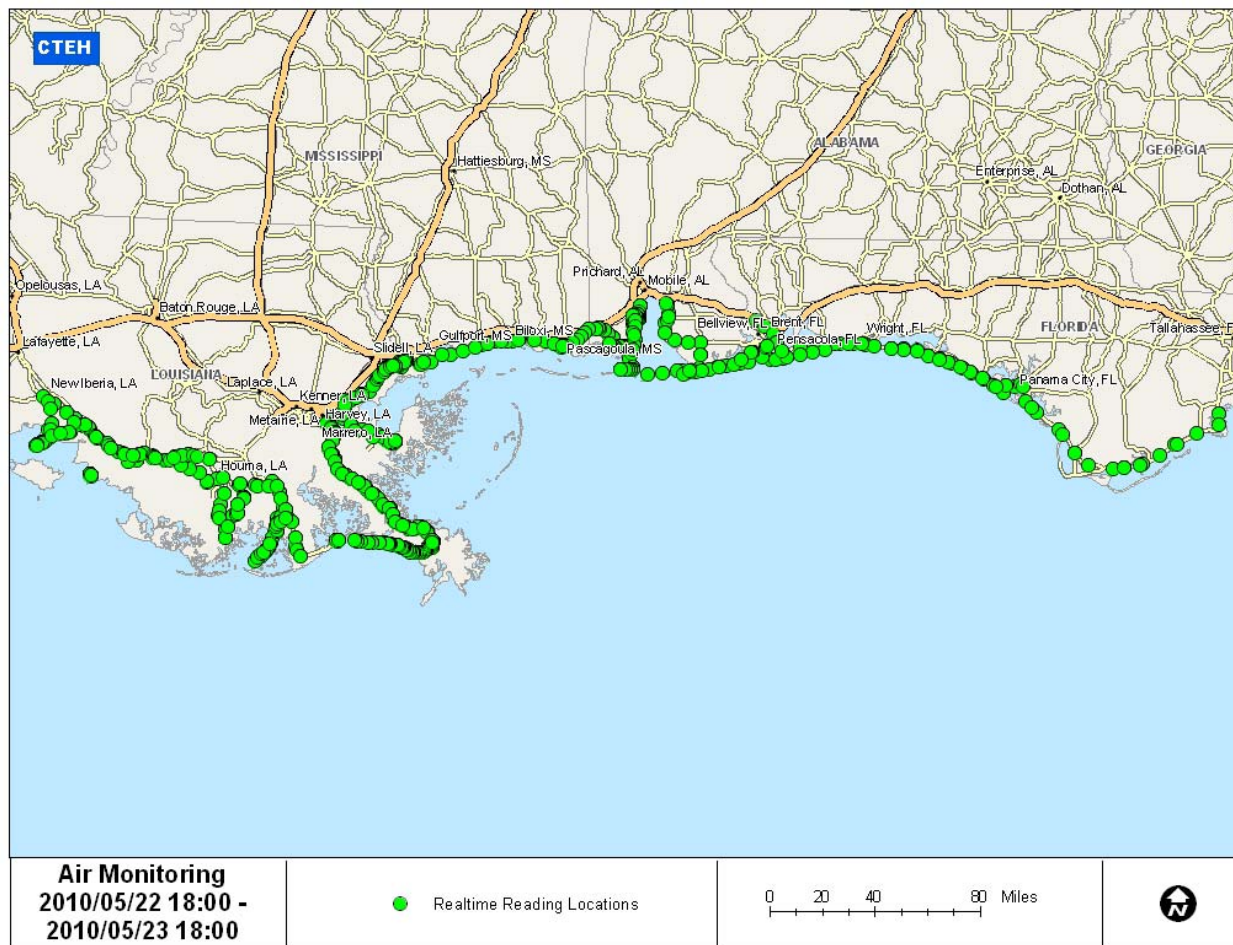 CTEH
MISSISSIPPI
ALABAMA
GEORGIA
Hattiesburg, MS
Enterprise, AL
Dothan, AL
Prichard, AL
Mobile, AL
Opelousas, LA
Baton Rouge, LA
Gulfport, MS
Biloxi, MS
Bellview, FL
Brent, FL
Wright, FL
FLORIDA
Tallahassee, F
Lafayette, LA
Slidell, LA
Pascagoula, MS
Pensacola, FL
New Iberia, LA
LOUISIANA
Laplace, LA
Kenner, LA
Panama City, FL
Metairie, LA
Harvey, LA
Marrero, LA
Houma, LA
Air Monitoring
2010/05/22 18:00 -
2010/05/23 18:00
Realtime Reading Locations
0 20 40 80 Miles
N